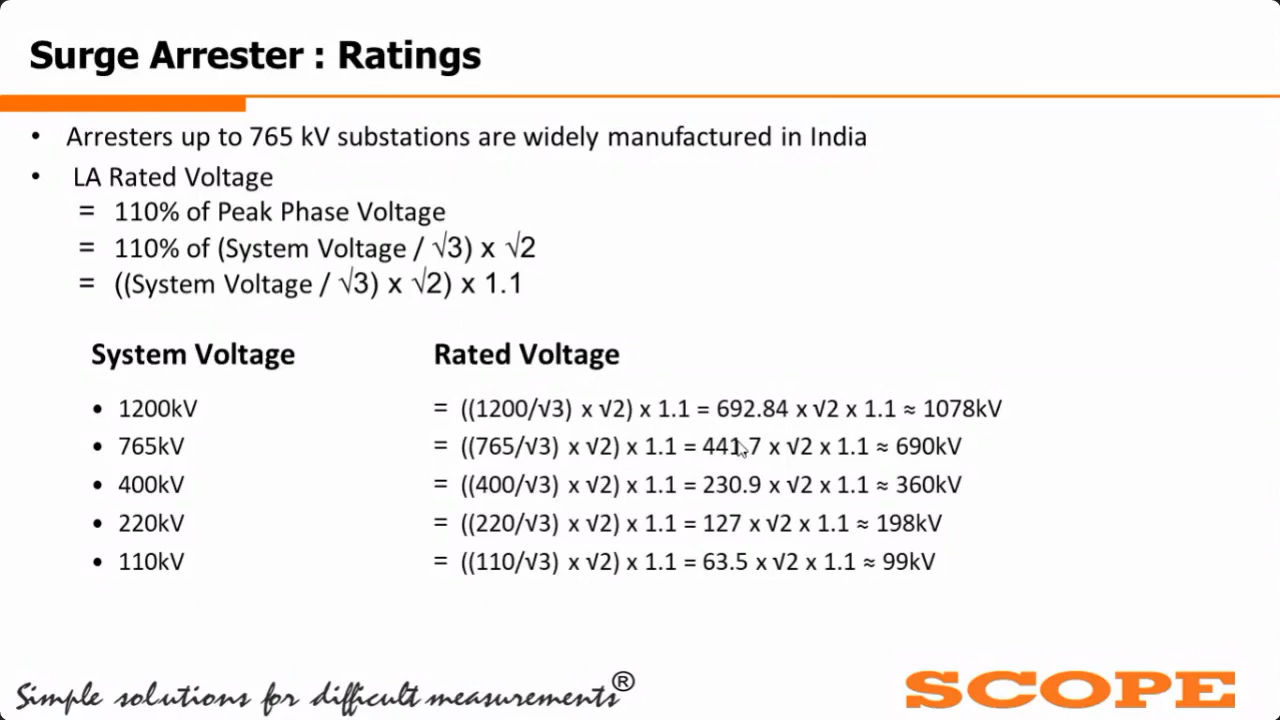 Surge Arrester : Ratings
• Arresters up to 765 kV substations are widely manufactured in India
• LA Rated Voltage
= 110% of Peak Phase Voltage
= 110% of (System Voltage / √3) x √2
= ((System Voltage / √3) x √2) x 1.1
System Voltage Rated Voltage
• 1200kV = ((1200/√3) x √2) x 1.1 = 692.84 x √2 x 1.1 ≈ 1078kV
• 765kV = ((765/√3) x √2) x 1.1 = 441.7 x √2 x 1.1 ≈ 690kV
• 400kV = ((400/√3) x √2) x 1.1 = 230.9 x √2 x 1.1 ≈ 360kV
• 220kV = ((220/√3) x √2) x 1.1 = 127 x √2 x 1.1 ≈ 198kV
• 110kV = ((110/√3) x √2) x 1.1 = 63.5 x √2 x 1.1 ≈ 99kV
Simple solutions for difficult measurements®
SCOPE